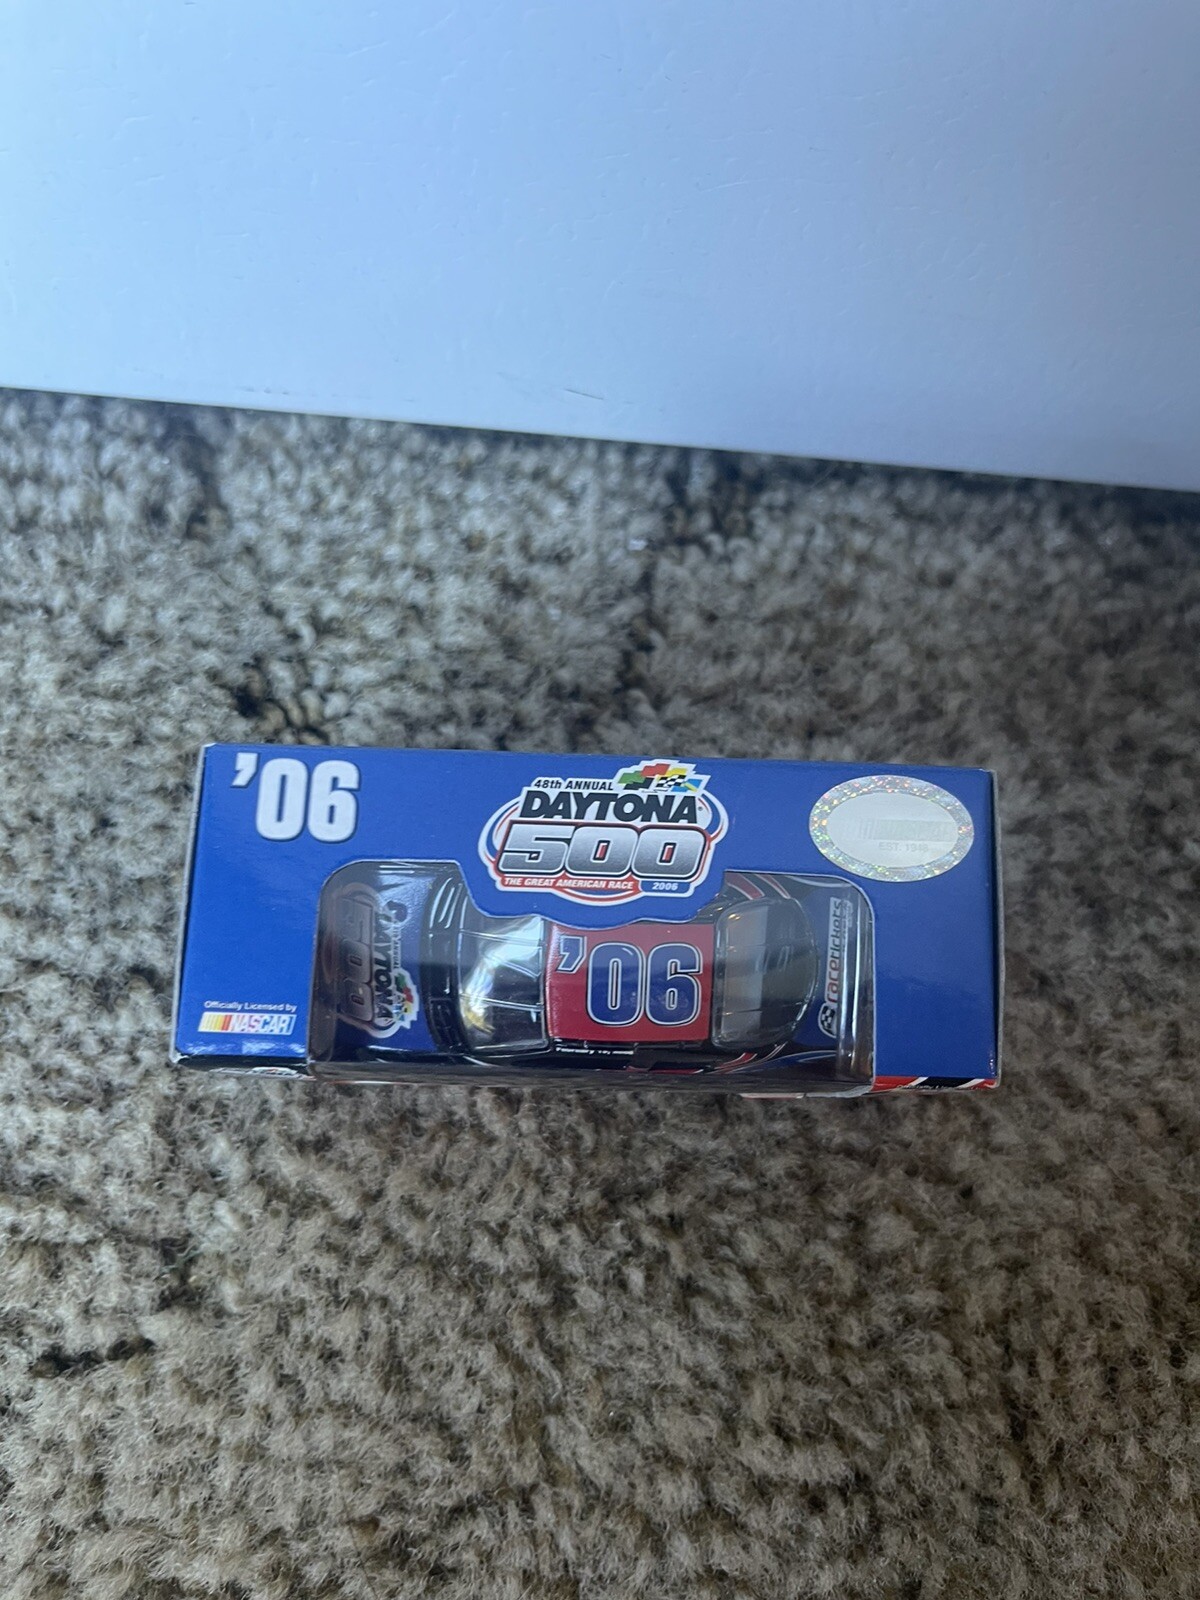 '06
48th ANNUAL
DAYTONA
500
THE GREAT AMERICAN RACE 2006
EST. 1948
Officially Licensed by
NASCAR
500
DAYTONA
'06
racetickets